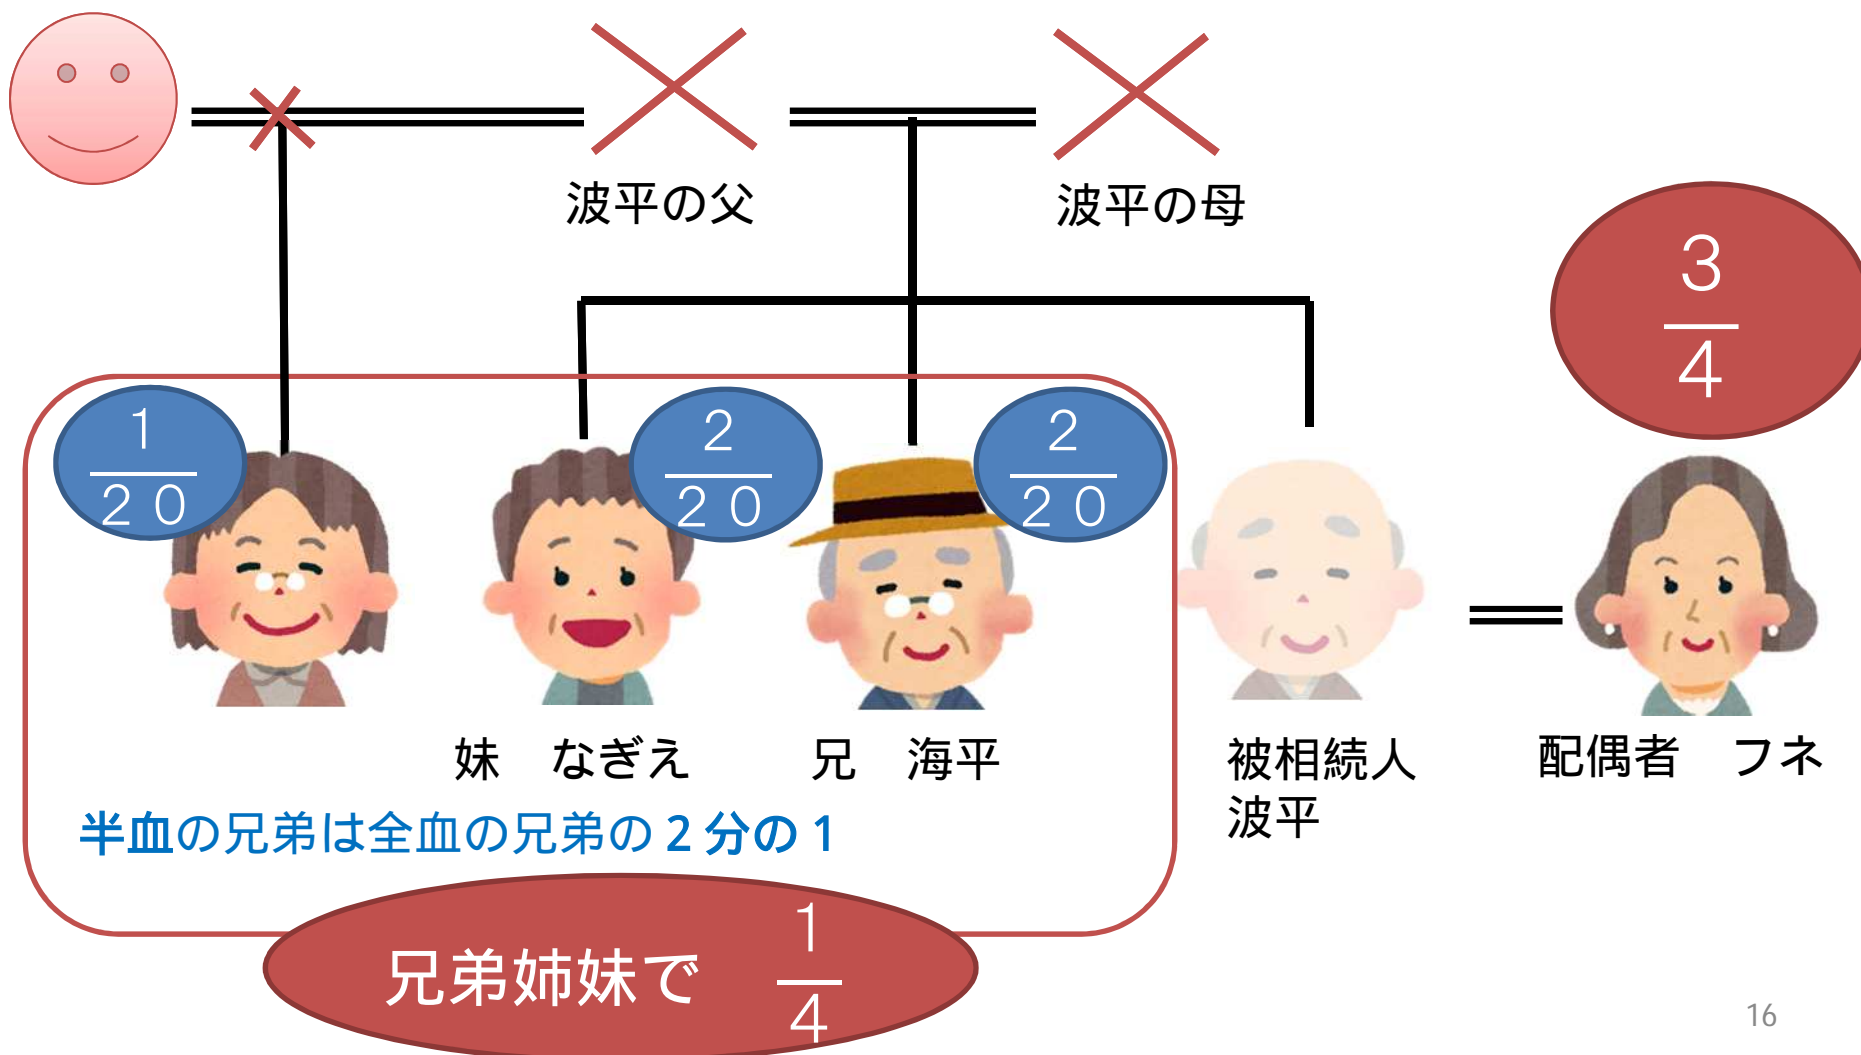 波平の父
波平の母
3
4
1
20
2
20
2
20
妹 なぎえ
兄 海平
被相続人
波平
配偶者 フネ
半血の兄弟は全血の兄弟の2分の1
兄弟姉妹で
1
4
16